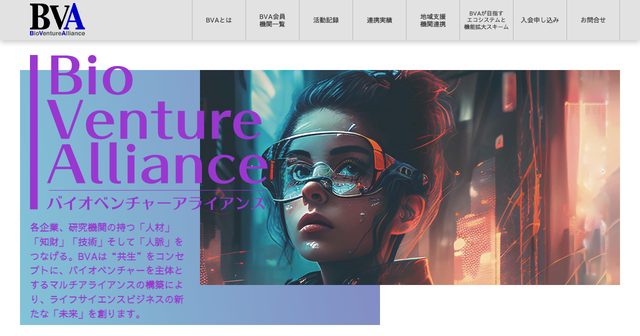 BVA
BioVentureAlliance
BVAとは
BVA会員
機関一覧
活動記録
連携実績
地域支援
機関連携
BVAが目指す
エコシステムと
機能拡大スキーム
入会申し込み
お問合せ
Bio
Venture
Alliance
バイオベンチャーアライアンス
各企業、研究機関の持つ「人材」
「知財」「技術」そして「人脈」を
つなげる。BVAは“共生”をコンセ
プトに、バイオベンチャーを主体と
するマルチアライアンスの構築によ
り、ライフサイエンスビジネスの新
たな「未来」を創ります。